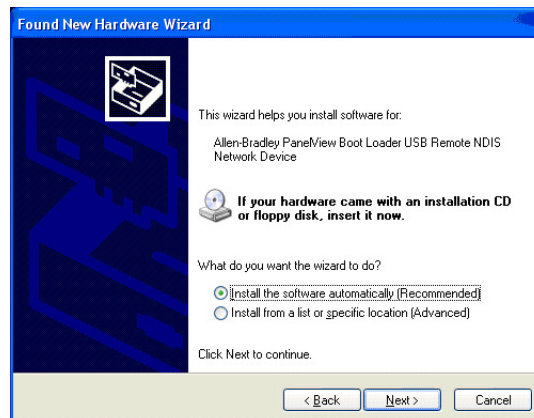 Found New Hardware Wizard
This wizard helps you install software for:
Allen-Bradley PanelView Boot Loader USB Remote NDIS
Network Device
If your hardware came with an installation CD
or floppy disk, insert it now.
What do you want the wizard to do?
Install the software automatically (Recommended)
Install from a list or specific location (Advanced)
Click Next to continue.
< Back Next > Cancel